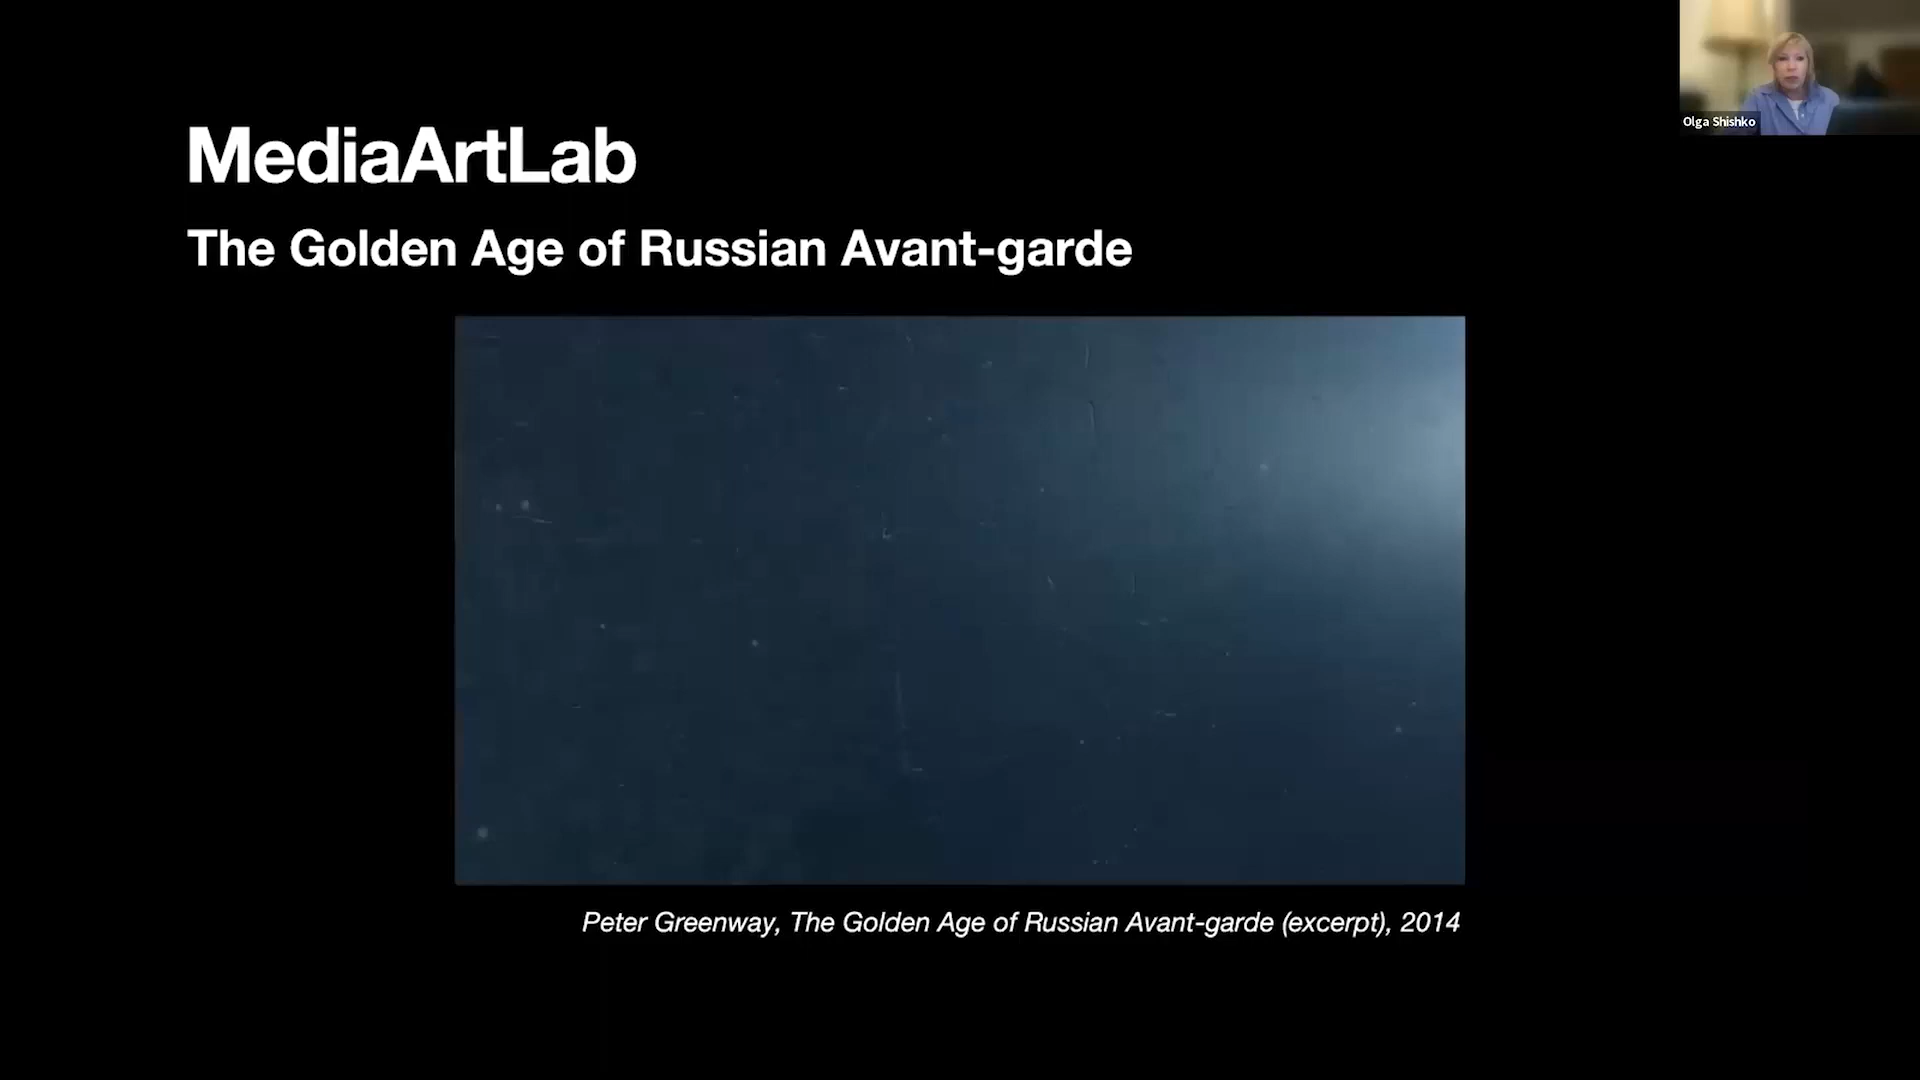 MediaArtLab
The Golden Age of Russian Avant-garde
Peter Greenway, The Golden Age of Russian Avant-garde (excerpt), 2014
Olga Shishko